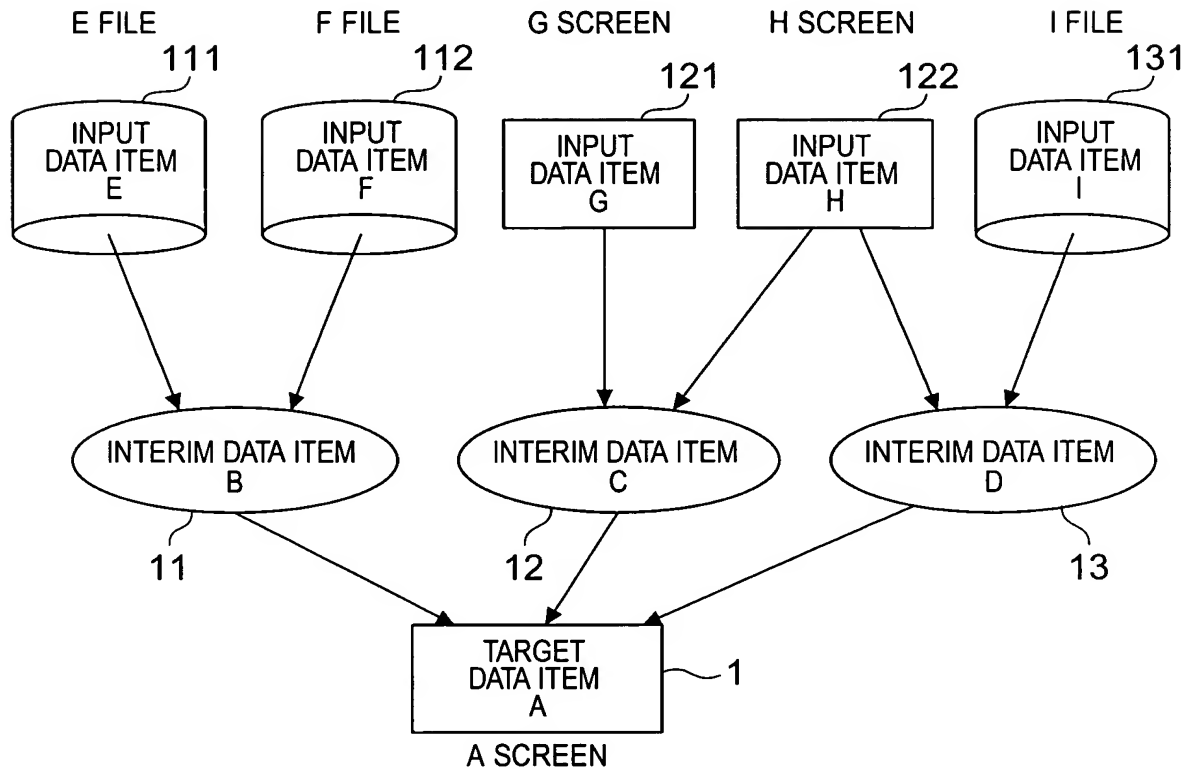 E FILE
F FILE
G SCREEN
H SCREEN
I FILE
111
112
121
122
131
INPUT
DATA ITEM
E
INPUT
DATA ITEM
F
INPUT
DATA ITEM
G
INPUT
DATA ITEM
H
INPUT
DATA ITEM
I
INTERIM DATA ITEM
B
INTERIM DATA ITEM
C
INTERIM DATA ITEM
D
11
12
13
TARGET
DATA ITEM
A
1
A SCREEN